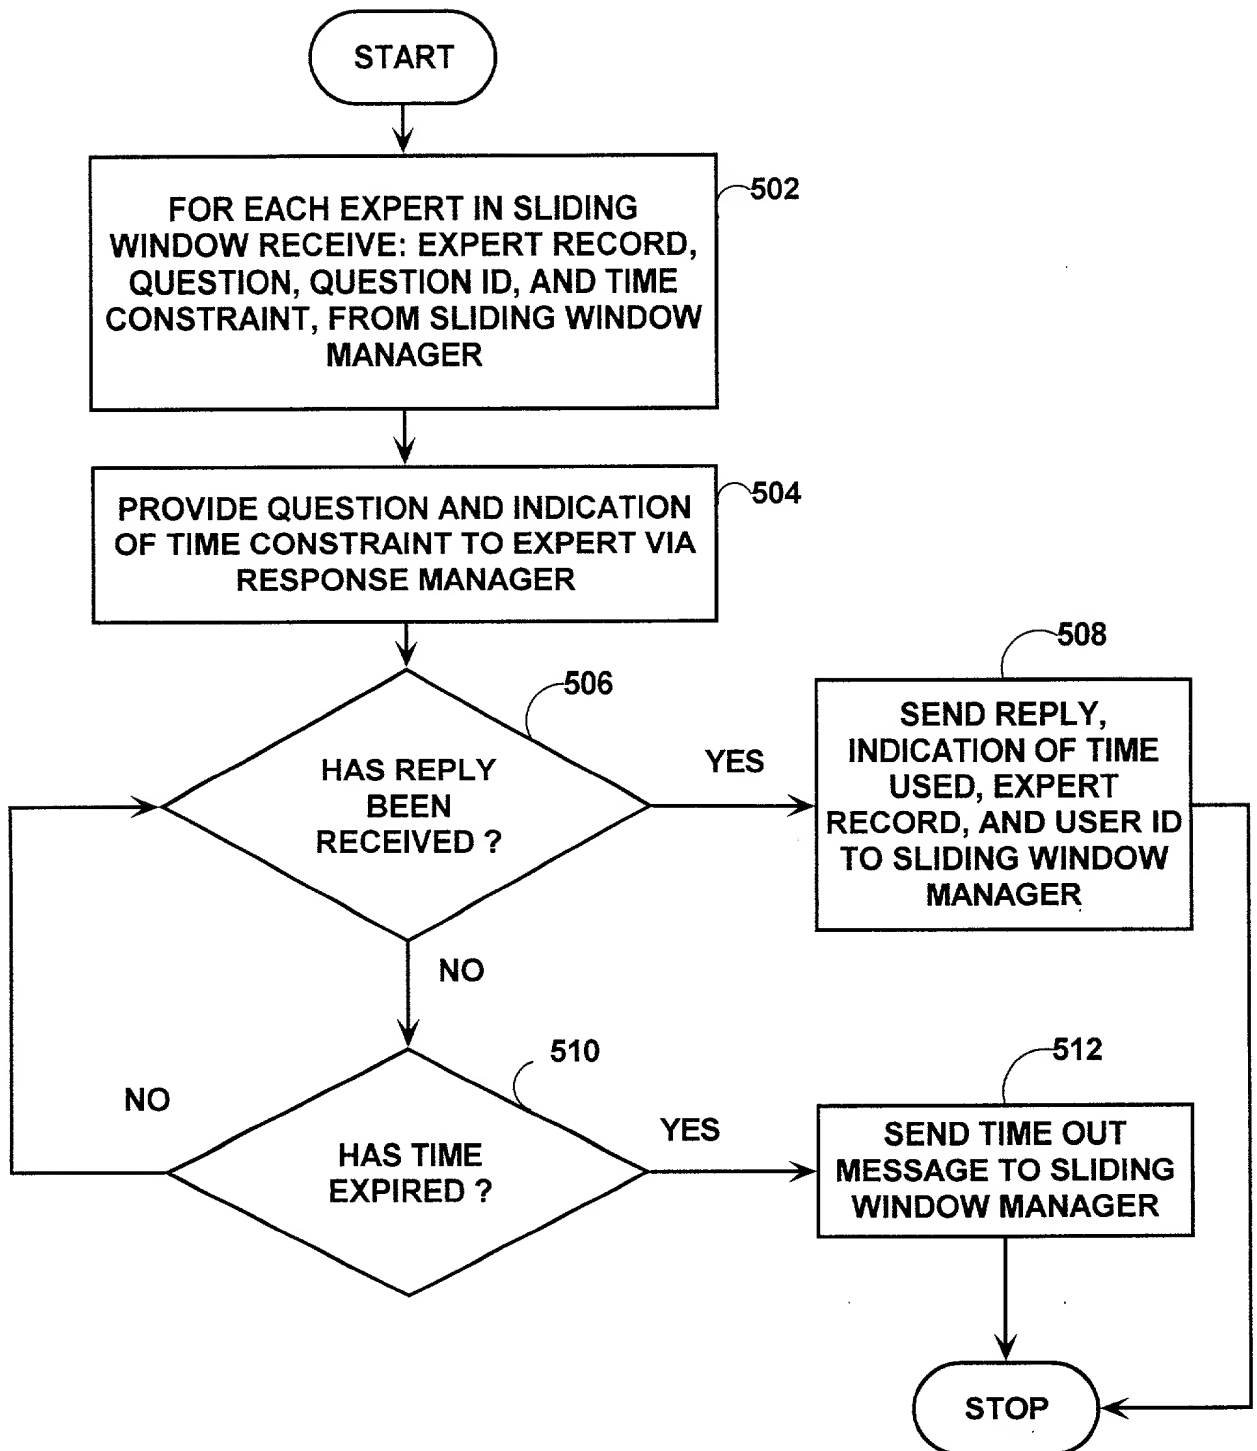 START
FOR EACH EXPERT IN SLIDING
WINDOW RECEIVE: EXPERT RECORD,
QUESTION, QUESTION ID, AND TIME
CONSTRAINT, FROM SLIDING WINDOW
MANAGER
502
PROVIDE QUESTION AND INDICATION
OF TIME CONSTRAINT TO EXPERT VIA
RESPONSE MANAGER
504
HAS REPLY
BEEN
RECEIVED ?
506
YES
SEND REPLY,
INDICATION OF TIME
USED, EXPERT
RECORD, AND USER ID
TO SLIDING WINDOW
MANAGER
508
NO
HAS TIME
EXPIRED ?
510
NO
YES
SEND TIME OUT
MESSAGE TO SLIDING
WINDOW MANAGER
512
STOP